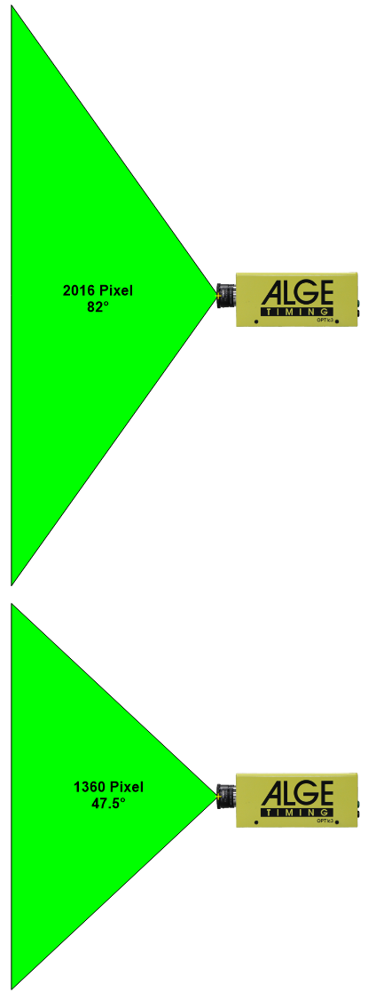 2016 Pixel
82°
ALGE
TIMING
OPTIc3
1360 Pixel
47.5°
ALGE
TIMING
OPTIc3